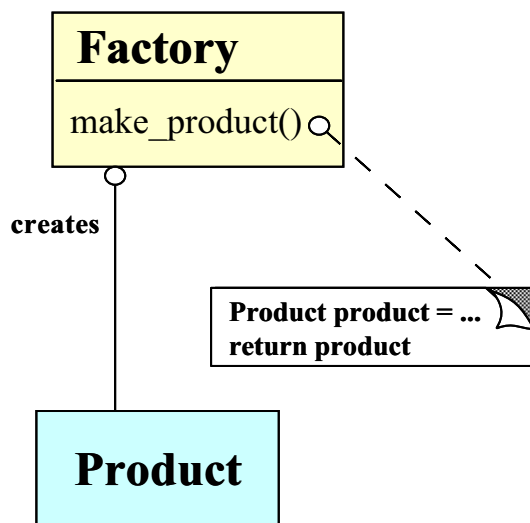 Factory
make_product()
creates
Product product = ...
return product
Product